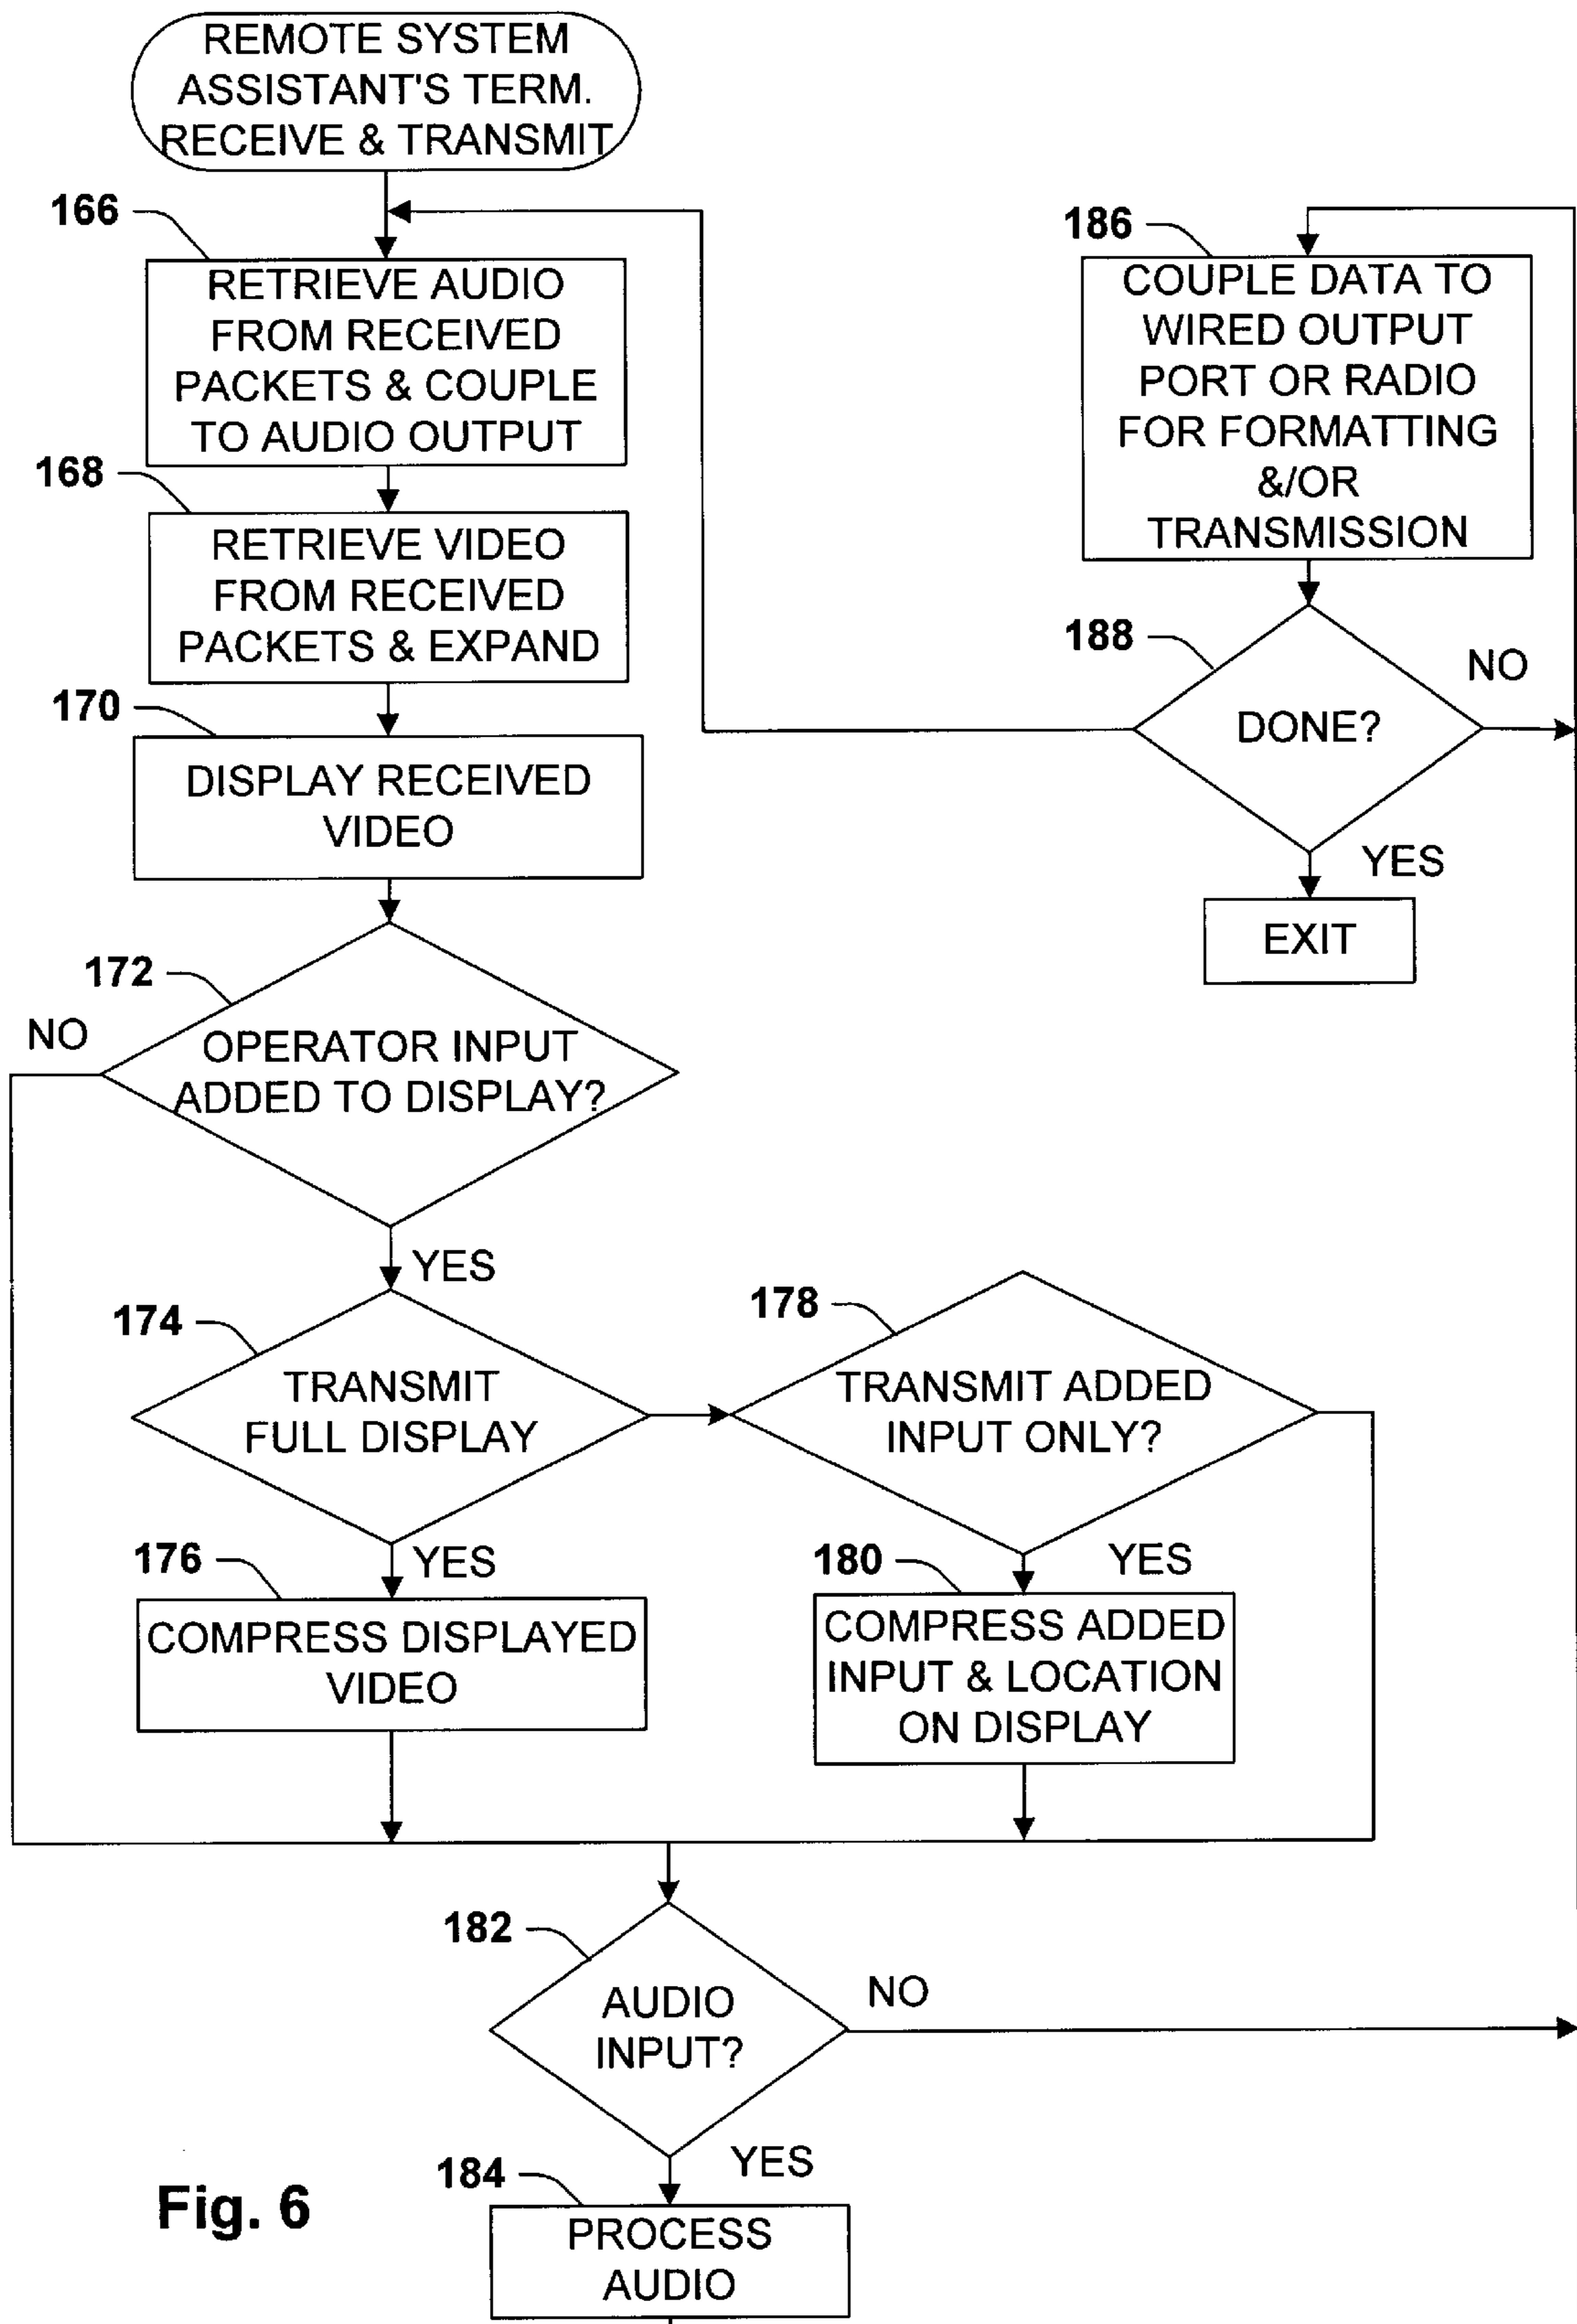 REMOTE SYSTEM
ASSISTANT'S TERM.
RECEIVE & TRANSMIT
166
RETRIEVE AUDIO
FROM RECEIVED
PACKETS & COUPLE
TO AUDIO OUTPUT
168
RETRIEVE VIDEO
FROM RECEIVED
PACKETS & EXPAND
170
DISPLAY RECEIVED
VIDEO
172
NO
OPERATOR INPUT
ADDED TO DISPLAY?
YES
174
TRANSMIT
FULL DISPLAY
YES
176
COMPRESS DISPLAYED
VIDEO
178
TRANSMIT ADDED
INPUT ONLY?
YES
180
COMPRESS ADDED
INPUT & LOCATION
ON DISPLAY
182
AUDIO
INPUT?
NO
YES
184
PROCESS
AUDIO
186
COUPLE DATA TO
WIRED OUTPUT
PORT OR RADIO
FOR FORMATTING
&/OR
TRANSMISSION
188
DONE?
NO
YES
EXIT
Fig. 6